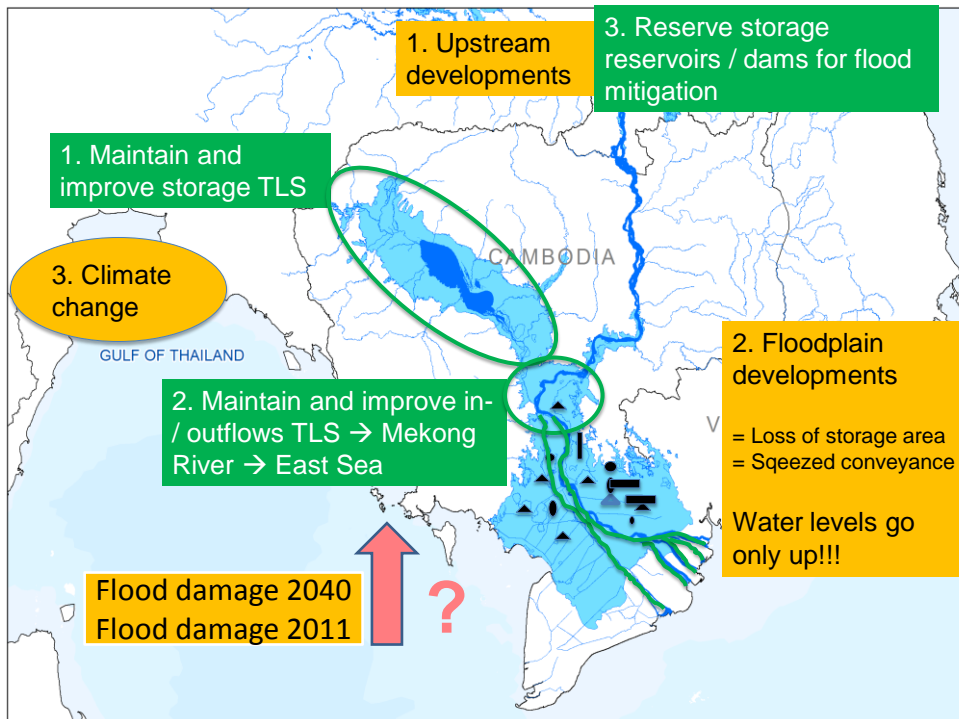 1. Upstream
developments
3. Reserve storage
reservoirs / dams for flood
mitigation
1. Maintain and
improve storage TLS
CAMBODIA
3. Climate
change
GULF OF THAILAND
2. Maintain and improve in-
/ outflows TLS → Mekong
River → East Sea
2. Floodplain
developments
= Loss of storage area
= Sqeezed conveyance
Water levels go
only up!!!
V
Flood damage 2040
Flood damage 2011
?